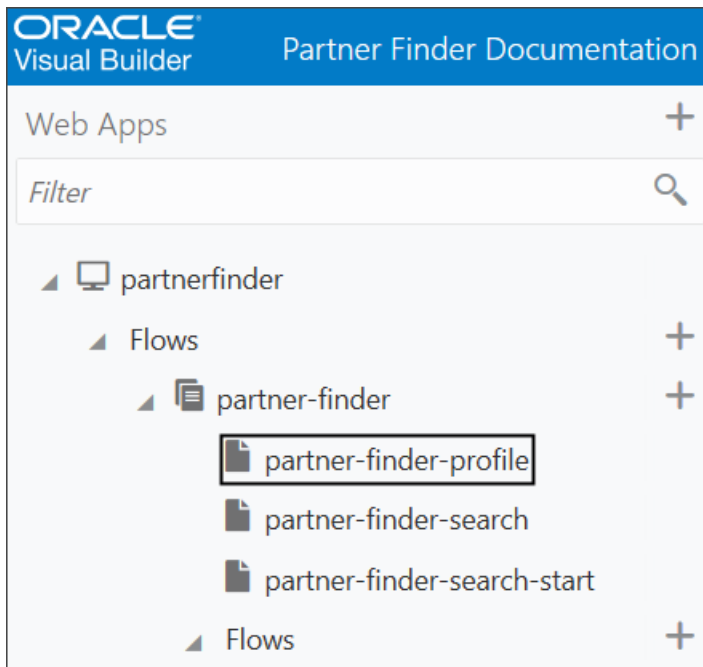 ORACLE
Visual Builder
Partner Finder Documentation
Web Apps
Filter
partnerfinder
Flows
partner-finder
partner-finder-profile
partner-finder-search
partner-finder-search-start
Flows